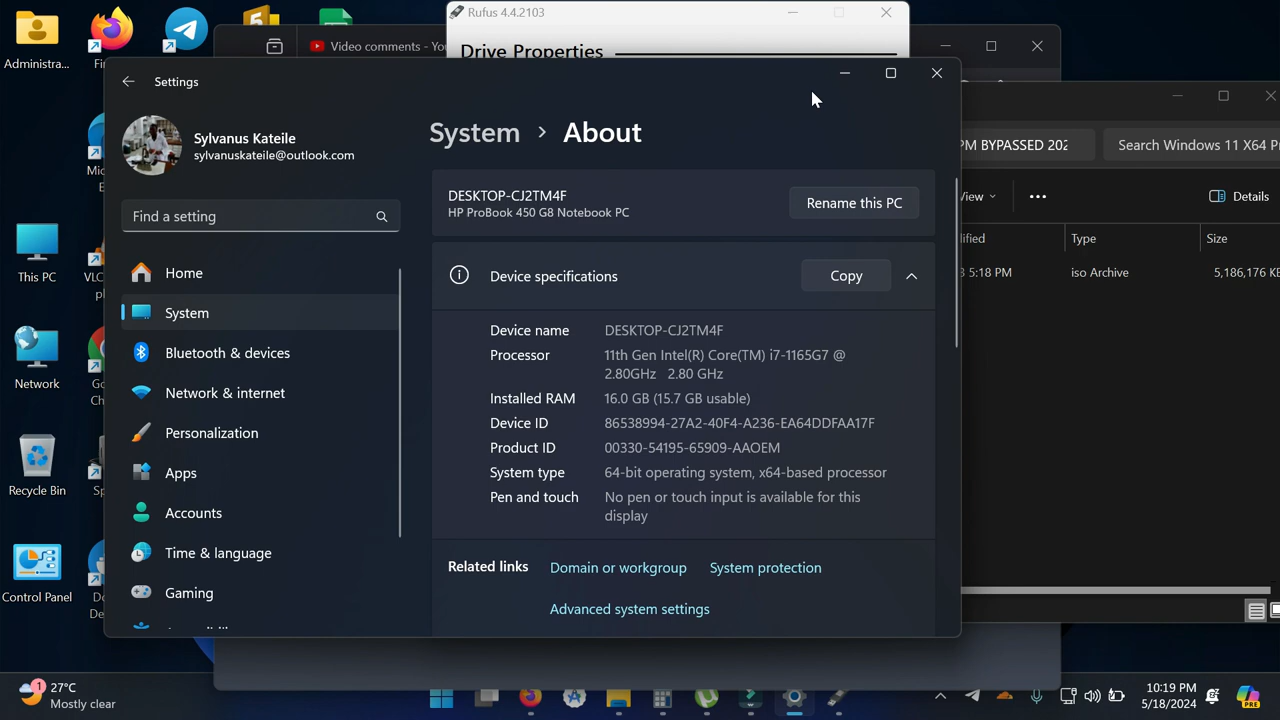 Rufus 4.4.2103
Drive Properties
Video comments - You
Settings
Sylvanus Kateile
sylvanuskateile@outlook.com
Find a setting
Home
System
Bluetooth & devices
Network & internet
Personalization
Apps
Accounts
Time & language
Gaming
System > About
DESKTOP-CJ2TM4F
HP ProBook 450 G8 Notebook PC
Rename this PC
Device specifications
Copy
Device name DESKTOP-CJ2TM4F
Processor 11th Gen Intel(R) Core(TM) i7-1165G7 @
2.80GHz 2.80 GHz
Installed RAM 16.0 GB (15.7 GB usable)
Device ID 86538994-27A2-40F4-A236-EA64DDFAA17F
Product ID 00330-54195-65909-AAOEM
System type 64-bit operating system, x64-based processor
Pen and touch No pen or touch input is available for this
display
Related links Domain or workgroup System protection
Advanced system settings
PM BYPASSED 202
Search Windows 11 X64 P
View
Details
Type
Size
5:18 PM
iso Archive
5,186,176 K
Administra...
This PC
Network
Recycle Bin
Control Panel
VLC
27°C
Mostly clear
10:19 PM
5/18/2024
PRE